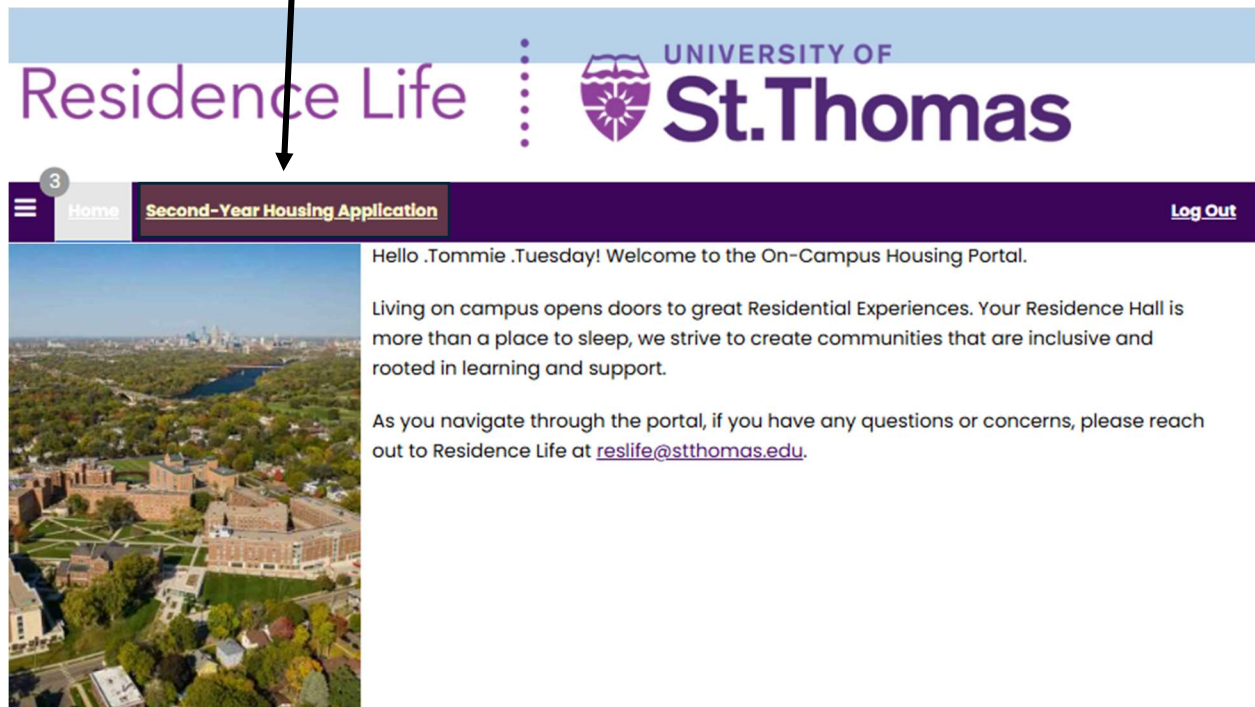 Residence Life
UNIVERSITY OF
St.Thomas
3
Home Second-Year Housing Application Log Out
Hello .Tommie .Tuesday! Welcome to the On-Campus Housing Portal.
Living on campus opens doors to great Residential Experiences. Your Residence Hall is
more than a place to sleep, we strive to create communities that are inclusive and
rooted in learning and support.
As you navigate through the portal, if you have any questions or concerns, please reach
out to Residence Life at reslife@stthomas.edu.